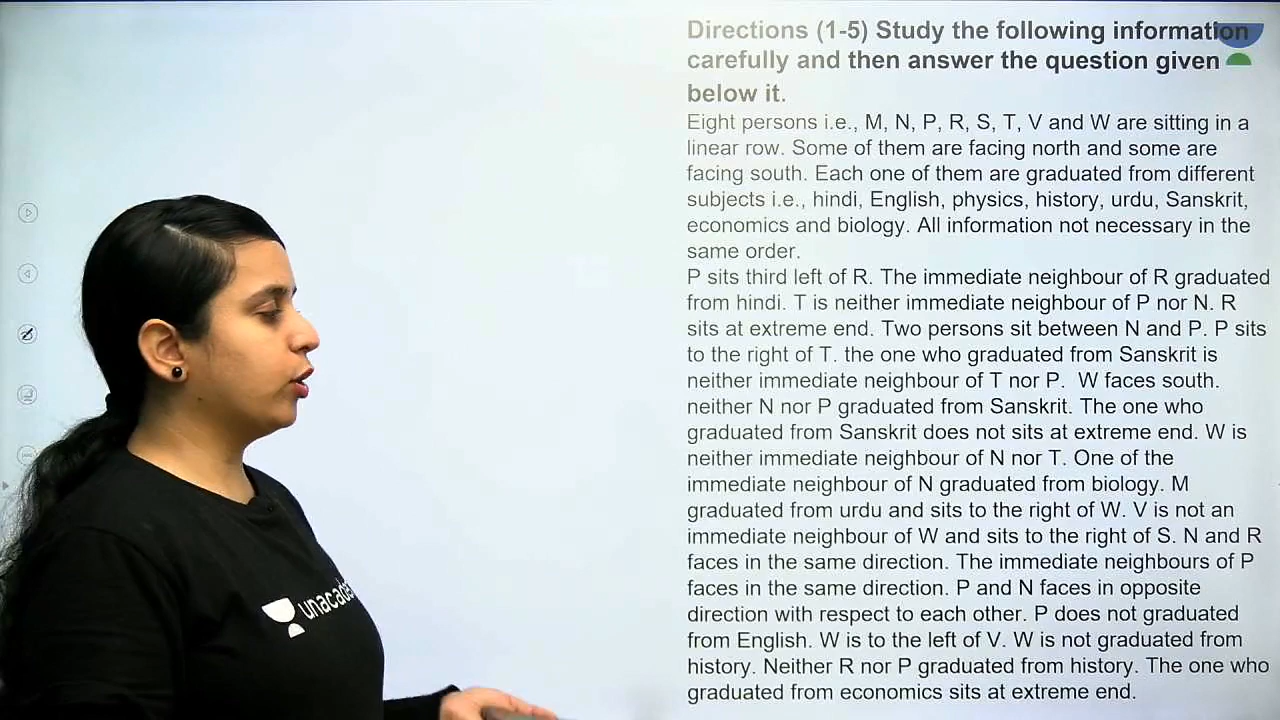 Directions (1-5) Study the following information
carefully and then answer the question given
below it.
Eight persons i.e., M, N, P, R, S, T, V and W are sitting in a
linear row. Some of them are facing north and some are
facing south. Each one of them are graduated from different
subjects i.e., hindi, English, physics, history, urdu, Sanskrit,
economics and biology. All information not necessary in the
same order.
P sits third left of R. The immediate neighbour of R graduated
from hindi. T is neither immediate neighbour of P nor N. R
sits at extreme end. Two persons sit between N and P. P sits
to the right of T. the one who graduated from Sanskrit is
neither immediate neighbour of T nor P. W faces south.
neither N nor P graduated from Sanskrit. The one who
graduated from Sanskrit does not sits at extreme end. W is
neither immediate neighbour of N nor T. One of the
immediate neighbour of N graduated from biology. M
graduated from urdu and sits to the right of W. V is not an
immediate neighbour of W and sits to the right of S. N and R
faces in the same direction. The immediate neighbours of P
faces in the same direction. P and N faces in opposite
direction with respect to each other. P does not graduated
from English. W is to the left of V. W is not graduated from
history. Neither R nor P graduated from history. The one who
graduated from economics sits at extreme end.